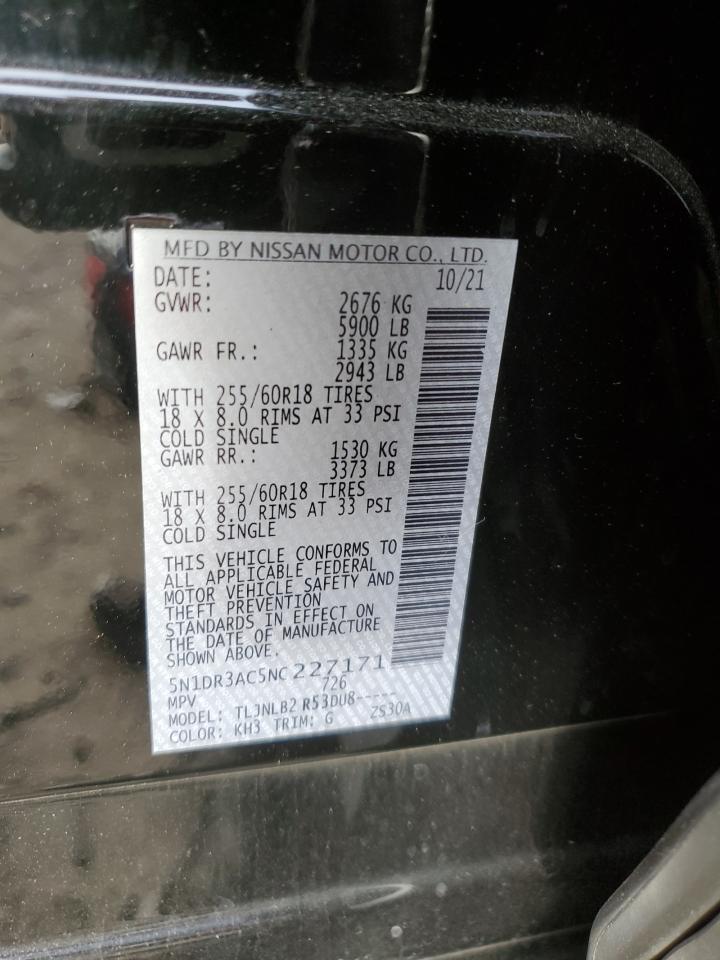 MFD BY NISSAN MOTOR CO., LTD.
DATE: 10/21
GVWR: 2676 KG
5900 LB
GAWR FR.: 1335 KG
2943 LB
WITH 255/60R18 TIRES
18 X 8.0 RIMS AT 33 PSI
COLD SINGLE
GAWR RR.: 1530 KG
3373 LB
WITH 255/60R18 TIRES
18 X 8.0 RIMS AT 33 PSI
COLD SINGLE
THIS VEHICLE CONFORMS TO
ALL APPLICABLE FEDERAL
MOTOR VEHICLE SAFETY AND
THEFT PREVENTION
STANDARDS IN EFFECT ON
THE DATE OF MANUFACTURE
SHOWN ABOVE.
5N1DR3AC5NC227171
MPV 726
MODEL: TLJNLB2 R53DU8-----
COLOR: KH3 TRIM: G ZS30A